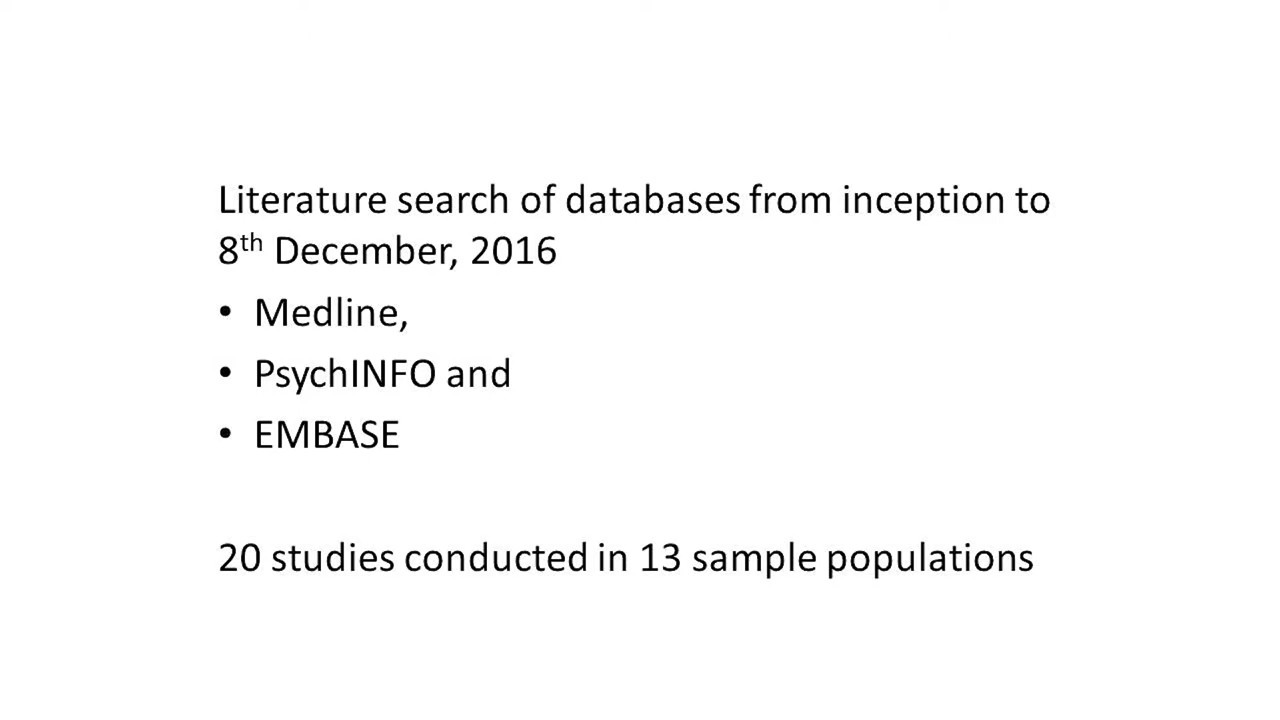 Literature search of databases from inception to
8th December, 2016
• Medline,
• PsychINFO and
• EMBASE
20 studies conducted in 13 sample populations